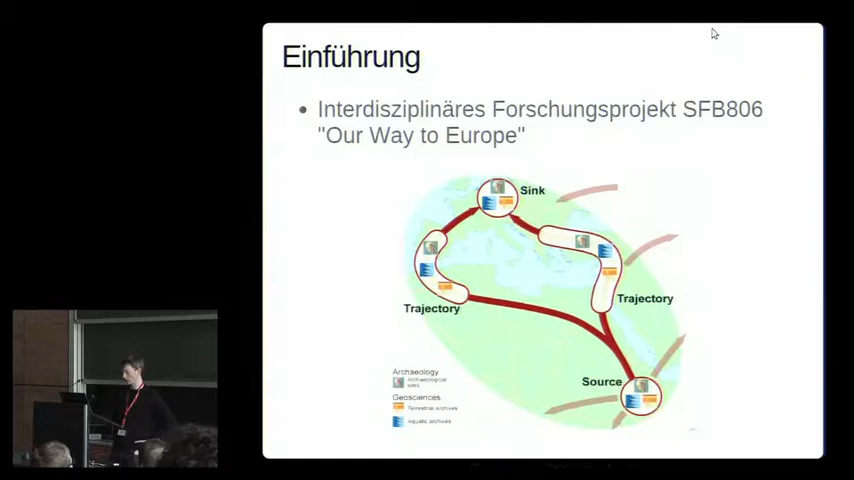 Einführung
• Interdisziplinäres Forschungsprojekt SFB806
"Our Way to Europe"
Sink
Trajectory
Trajectory
Source
Archaeology
Archaeological
sites
Geosciences
Terrestrial archives
Aquatic archives